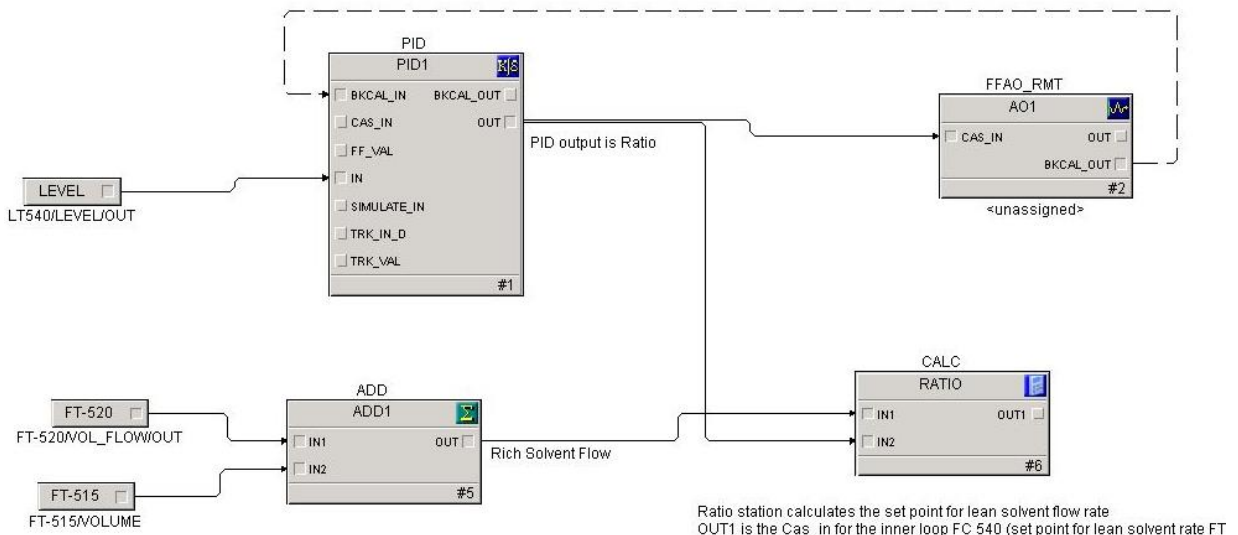 PID
PID1
BKCAL_IN BKCAL_OUT
CAS_IN OUT
FF_VAL
IN
SIMULATE_IN
TRK_IN_D
TRK_VAL
#1
PID output is Ratio
FFAO_RMT
AO1
CAS_IN OUT
BKCAL_OUT
#2
<unassigned>
LEVEL
LT540/LEVEL/OUT
FT-520
FT-520/VOL_FLOW/OUT
FT-515
FT-515/VOLUME
ADD
ADD1
Σ
IN1 OUT
IN2
#5
Rich Solvent Flow
CALC
RATIO
IN1 OUT1
IN2
#6
Ratio station calculates the set point for lean solvent flow rate
OUT1 is the Cas_in for the inner loop FC 540 (set point for lean solvent rate FT